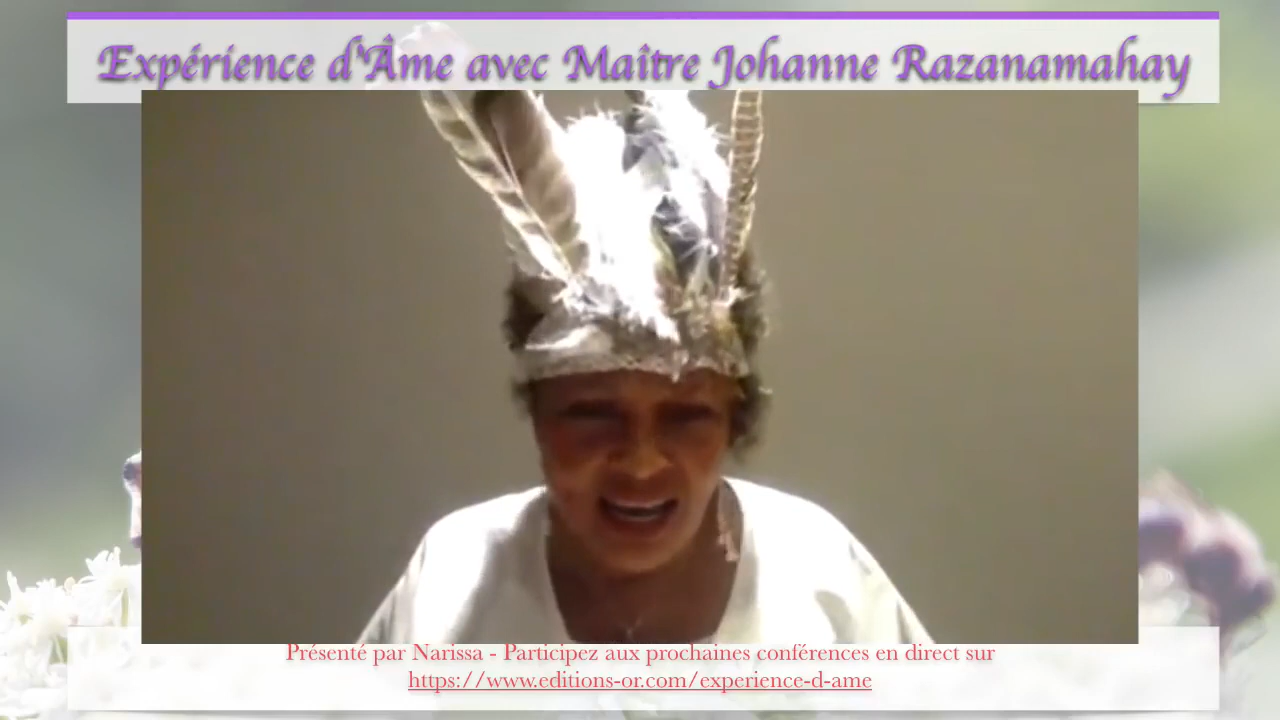 Expérience d'Âme avec Maître Johanne Razanamahay
Présenté par Narissa - Participez aux prochaines conférences en direct sur
https://www.editions-or.com/experience-d-ame